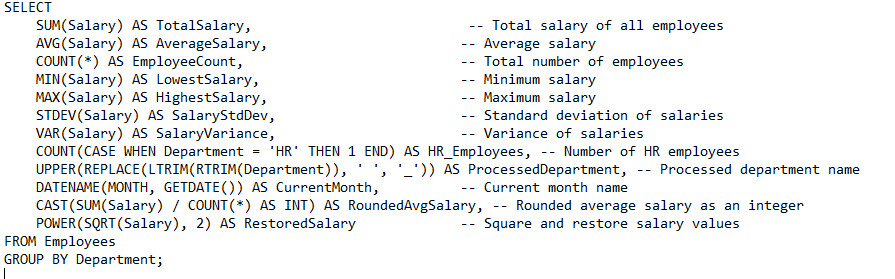 SELECT
    SUM(Salary) AS TotalSalary,                            -- Total salary of all employees
    AVG(Salary) AS AverageSalary,                         -- Average salary
    COUNT(*) AS EmployeeCount,                            -- Total number of employees
    MIN(Salary) AS LowestSalary,                          -- Minimum salary
    MAX(Salary) AS HighestSalary,                         -- Maximum salary
    STDEV(Salary) AS SalaryStdDev,                        -- Standard deviation of salaries
    VAR(Salary) AS SalaryVariance,                        -- Variance of salaries
    COUNT(CASE WHEN Department = 'HR' THEN 1 END) AS HR_Employees, -- Number of HR employees
    UPPER(REPLACE(LTRIM(RTRIM(Department)), ' ', '_')) AS ProcessedDepartment, -- Processed department name
    DATENAME(MONTH, GETDATE()) AS CurrentMonth,           -- Current month name
    CAST(SUM(Salary) / COUNT(*) AS INT) AS RoundedAvgSalary, -- Rounded average salary as an integer
    POWER(SQRT(Salary), 2) AS RestoredSalary              -- Square and restore salary values
FROM Employees
GROUP BY Department;